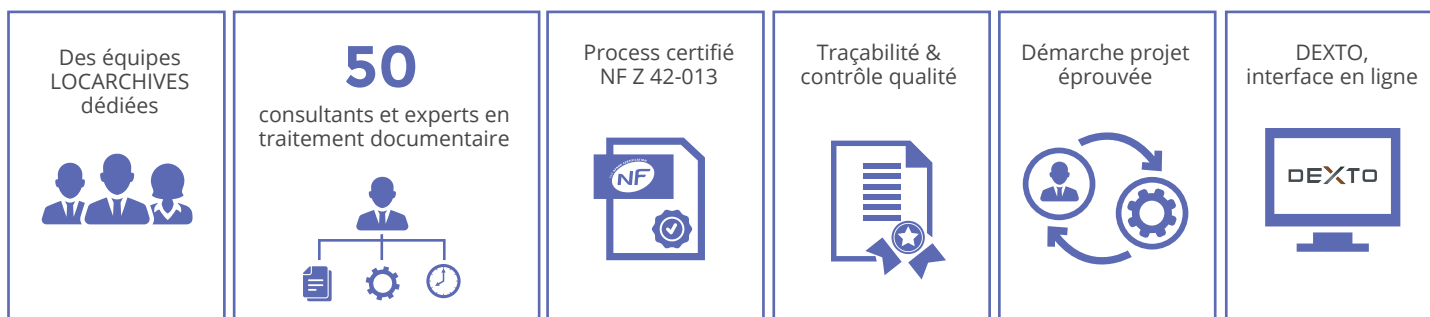 Des équipes
LOCARCHIVES
dédiées
50
consultants et experts en
traitement documentaire
Process certifié
NF Z 42-013
NF
Traçabilité &
contrôle qualité
Démarche projet
éprouvée
DEXTO,
interface en ligne
DEXTO